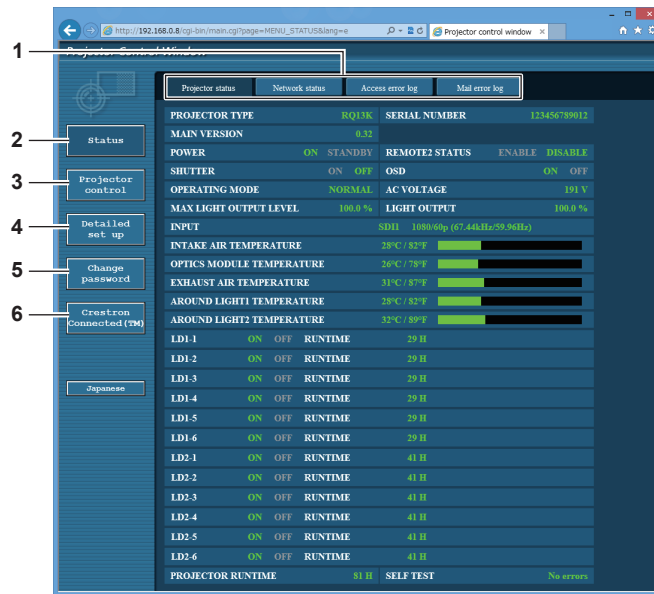 http://192.168.0.8/cgi-bin/main.cgi?page=MENU_STATUS&lang=e
Projector control window
Projector Control Window
1
Projector status
Network status
Access error log
Mail error log
2
Status
3
Projector control
4
Detailed set up
5
Change password
6
Crestron Connected(TM)
Japanese
PROJECTOR TYPE RQ13K SERIAL NUMBER 123456789012
MAIN VERSION 0.32
POWER ON STANDBY REMOTE2 STATUS ENABLE DISABLE
SHUTTER ON OFF OSD ON OFF
OPERATING MODE NORMAL AC VOLTAGE 191 V
MAX LIGHT OUTPUT LEVEL 100.0 % LIGHT OUTPUT 100.0 %
INPUT SDI1 1080/60p (67.44kHz/59.96Hz)
INTAKE AIR TEMPERATURE 28°C / 82°F
OPTICS MODULE TEMPERATURE 26°C / 78°F
EXHAUST AIR TEMPERATURE 31°C / 87°F
AROUND LIGHT1 TEMPERATURE 28°C / 82°F
AROUND LIGHT2 TEMPERATURE 32°C / 89°F
LD1-1 ON OFF RUNTIME 29 H
LD1-2 ON OFF RUNTIME 29 H
LD1-3 ON OFF RUNTIME 29 H
LD1-4 ON OFF RUNTIME 29 H
LD1-5 ON OFF RUNTIME 29 H
LD1-6 ON OFF RUNTIME 29 H
LD2-1 ON OFF RUNTIME 41 H
LD2-2 ON OFF RUNTIME 41 H
LD2-3 ON OFF RUNTIME 41 H
LD2-4 ON OFF RUNTIME 41 H
LD2-5 ON OFF RUNTIME 41 H
LD2-6 ON OFF RUNTIME 41 H
PROJECTOR RUNTIME 81 H SELF TEST No errors